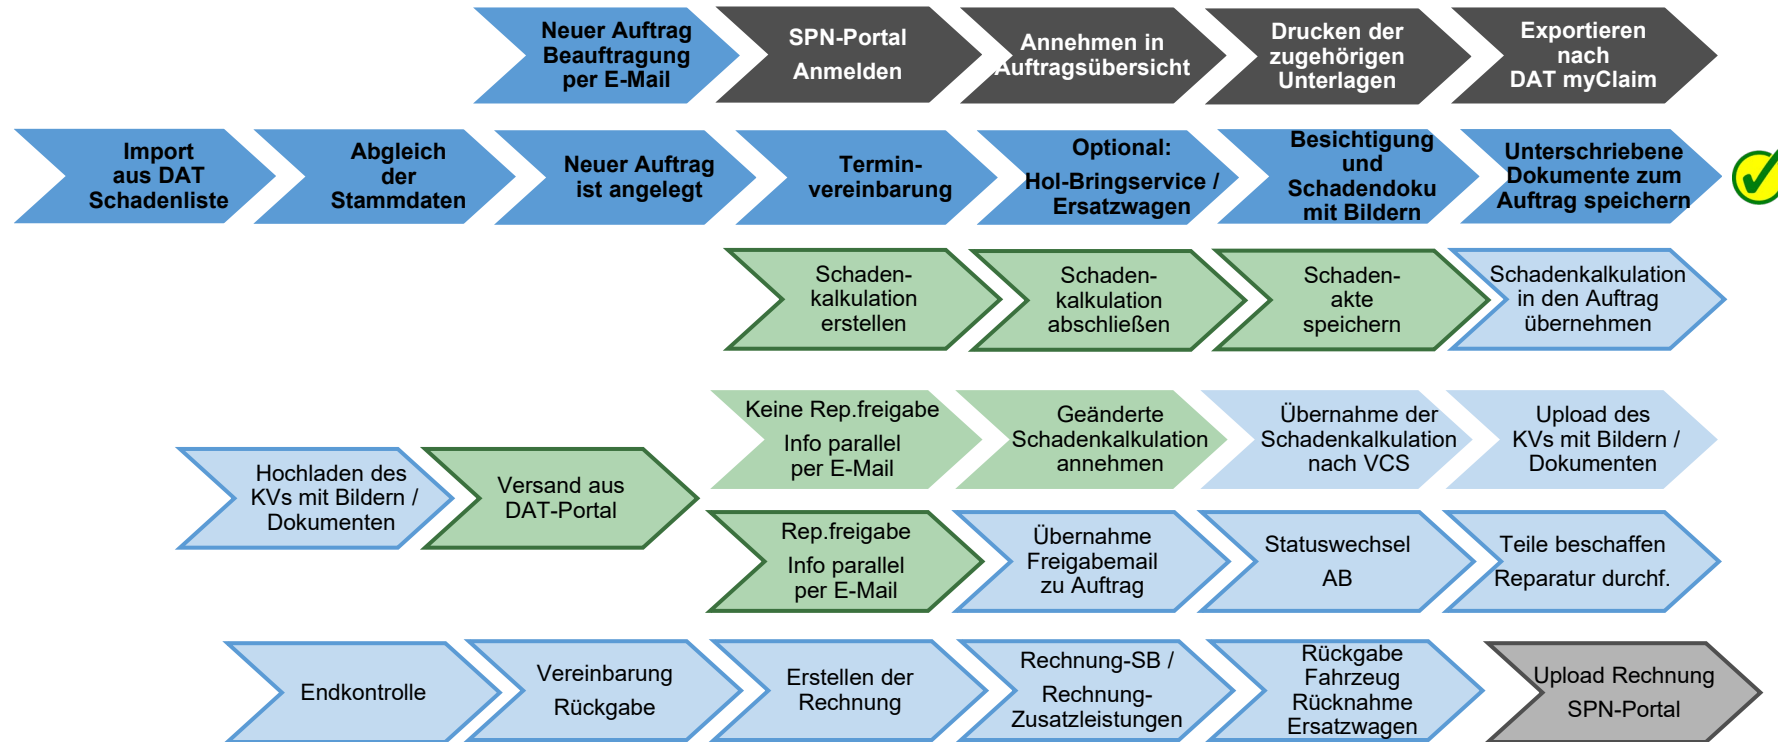 Neuer Auftrag
Beauftragung
per E-Mail
SPN-Portal
Anmelden
Annehmen in
Auftragsübersicht
Drucken der
zugehörigen
Unterlagen
Exportieren
nach
DAT myClaim
Import
aus DAT
Schadenliste
Abgleich
der
Stammdaten
Neuer Auftrag
ist angelegt
Termin-
vereinbarung
Optional:
Hol-Bringservice /
Ersatzwagen
Besichtigung
und
Schadendoku
mit Bildern
Unterschriebene
Dokumente zum
Auftrag speichern
Schaden-
kalkulation
erstellen
Schaden-
kalkulation
abschließen
Schaden-
akte
speichern
Schadenkalkulation
in den Auftrag
übernehmen
Hochladen des
KVs mit Bildern /
Dokumenten
Versand aus
DAT-Portal
Keine Rep.freigabe
Info parallel
per E-Mail
Geänderte
Schadenkalkulation
annehmen
Übernahme der
Schadenkalkulation
nach VCS
Upload des
KVs mit Bildern /
Dokumenten
Rep.freigabe
Info parallel
per E-Mail
Übernahme
Freigabemail
zu Auftrag
Statuswechsel
AB
Teile beschaffen
Reparatur durchf.
Endkontrolle
Vereinbarung
Rückgabe
Erstellen der
Rechnung
Rechnung-SB /
Rechnung-
Zusatzleistungen
Rückgabe
Fahrzeug
Rücknahme
Ersatzwagen
Upload Rechnung
SPN-Portal